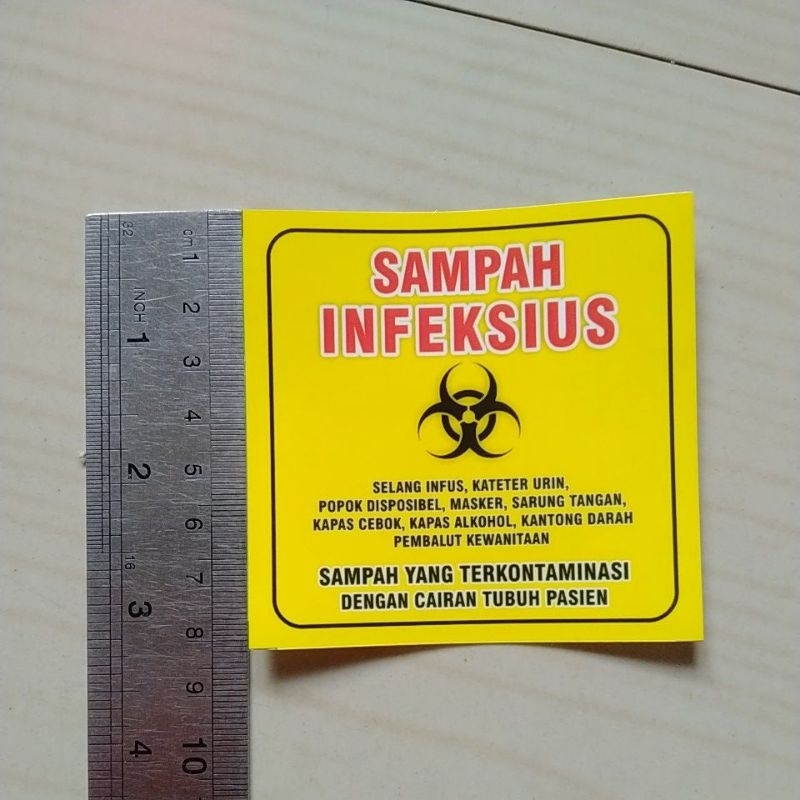 SAMPAH
INFEKSIUS
SELANG INFUS, KATETER URIN,
POPOK DISPOSIBEL, MASKER, SARUNG TANGAN,
KAPAS CEBOK, KAPAS ALKOHOL, KANTONG DARAH
PEMBALUT KEWANITAAN
SAMPAH YANG TERKONTAMINASI
DENGAN CAIRAN TUBUH PASIEN
32
INCH
1
2
16
3
4
cm
1
2
3
4
5
6
7
8
9
10